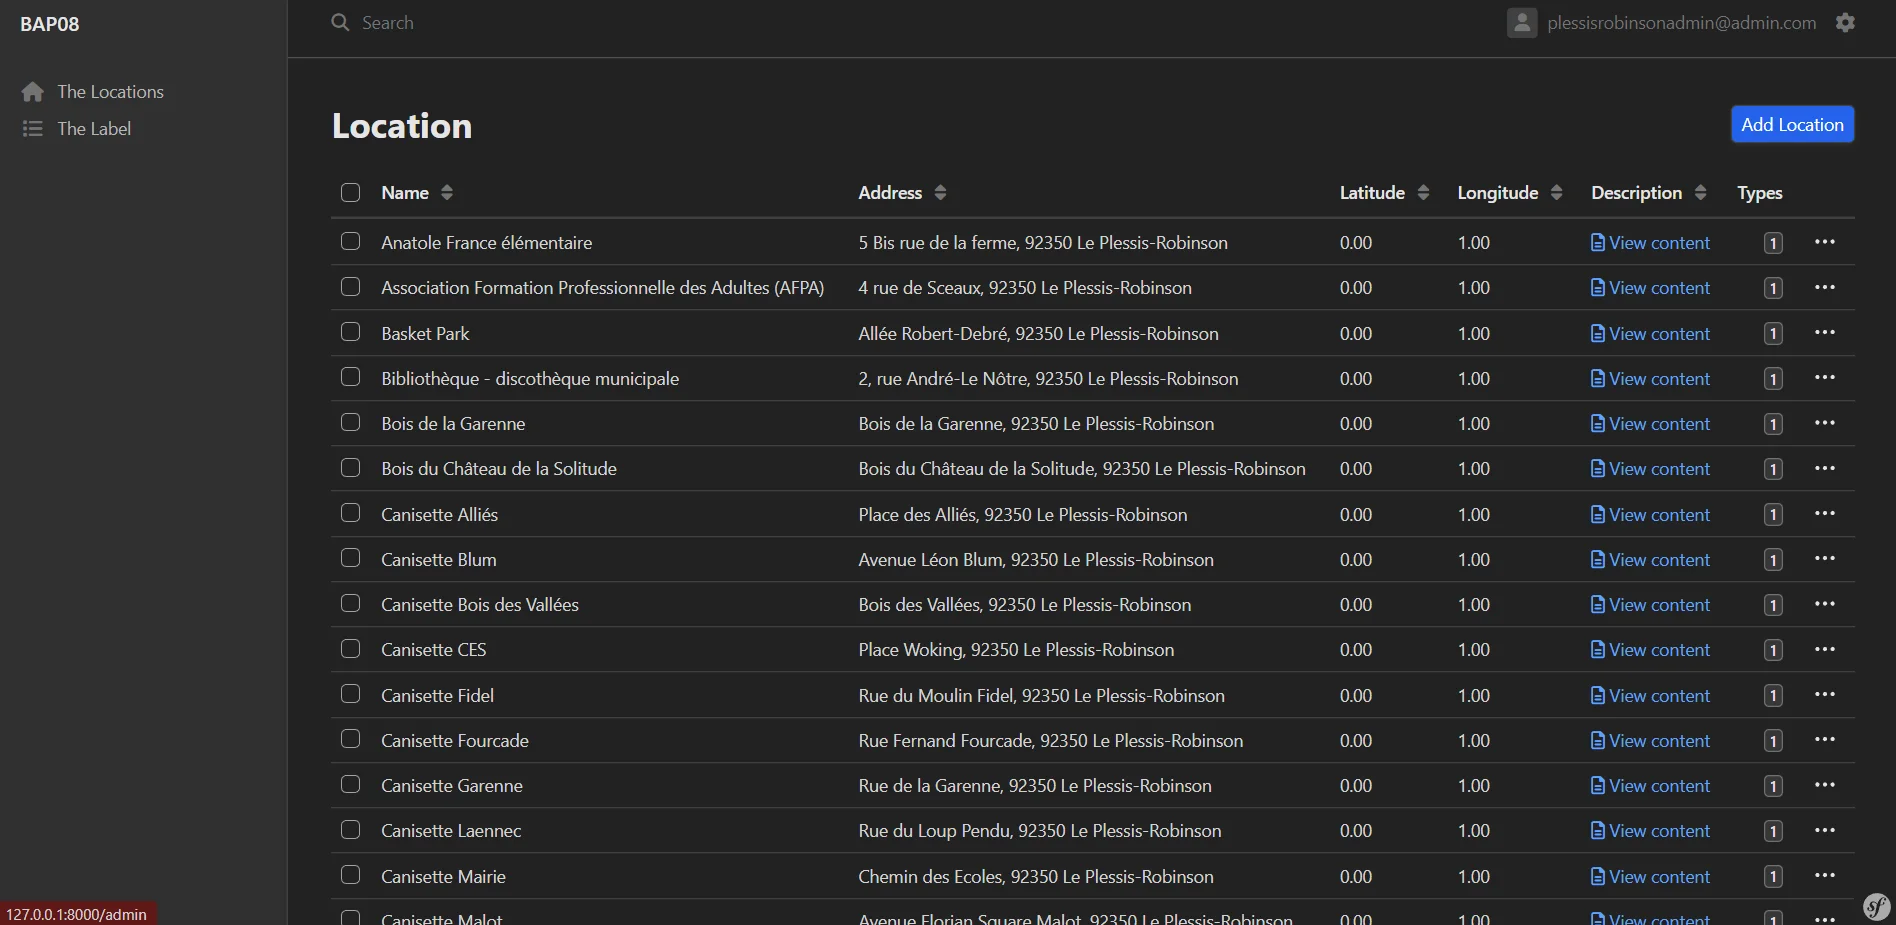 BAP08
Search
plessisrobinsonadmin@admin.com
The Locations
The Label
Location
Add Location
Name Address Latitude Longitude Description Types
Anatole France élémentaire 5 Bis rue de la ferme, 92350 Le Plessis-Robinson 0.00 1.00 View content 1
Association Formation Professionnelle des Adultes (AFPA) 4 rue de Sceaux, 92350 Le Plessis-Robinson 0.00 1.00 View content 1
Basket Park Allée Robert-Debré, 92350 Le Plessis-Robinson 0.00 1.00 View content 1
Bibliothèque - discothèque municipale 2, rue André-Le Nôtre, 92350 Le Plessis-Robinson 0.00 1.00 View content 1
Bois de la Garenne Bois de la Garenne, 92350 Le Plessis-Robinson 0.00 1.00 View content 1
Bois du Château de la Solitude Bois du Château de la Solitude, 92350 Le Plessis-Robinson 0.00 1.00 View content 1
Canisette Alliés Place des Alliés, 92350 Le Plessis-Robinson 0.00 1.00 View content 1
Canisette Blum Avenue Léon Blum, 92350 Le Plessis-Robinson 0.00 1.00 View content 1
Canisette Bois des Vallées Bois des Vallées, 92350 Le Plessis-Robinson 0.00 1.00 View content 1
Canisette CES Place Woking, 92350 Le Plessis-Robinson 0.00 1.00 View content 1
Canisette Fidel Rue du Moulin Fidel, 92350 Le Plessis-Robinson 0.00 1.00 View content 1
Canisette Fourcade Rue Fernand Fourcade, 92350 Le Plessis-Robinson 0.00 1.00 View content 1
Canisette Garenne Rue de la Garenne, 92350 Le Plessis-Robinson 0.00 1.00 View content 1
Canisette Laennec Rue du Loup Pendu, 92350 Le Plessis-Robinson 0.00 1.00 View content 1
Canisette Mairie Chemin des Ecoles, 92350 Le Plessis-Robinson 0.00 1.00 View content 1
Canisette Malot Avenue Florian Square Malot, 92350 Le Plessis-Robinson 0.00 1.00 View content 1
127.0.0.1:8000/admin
sf